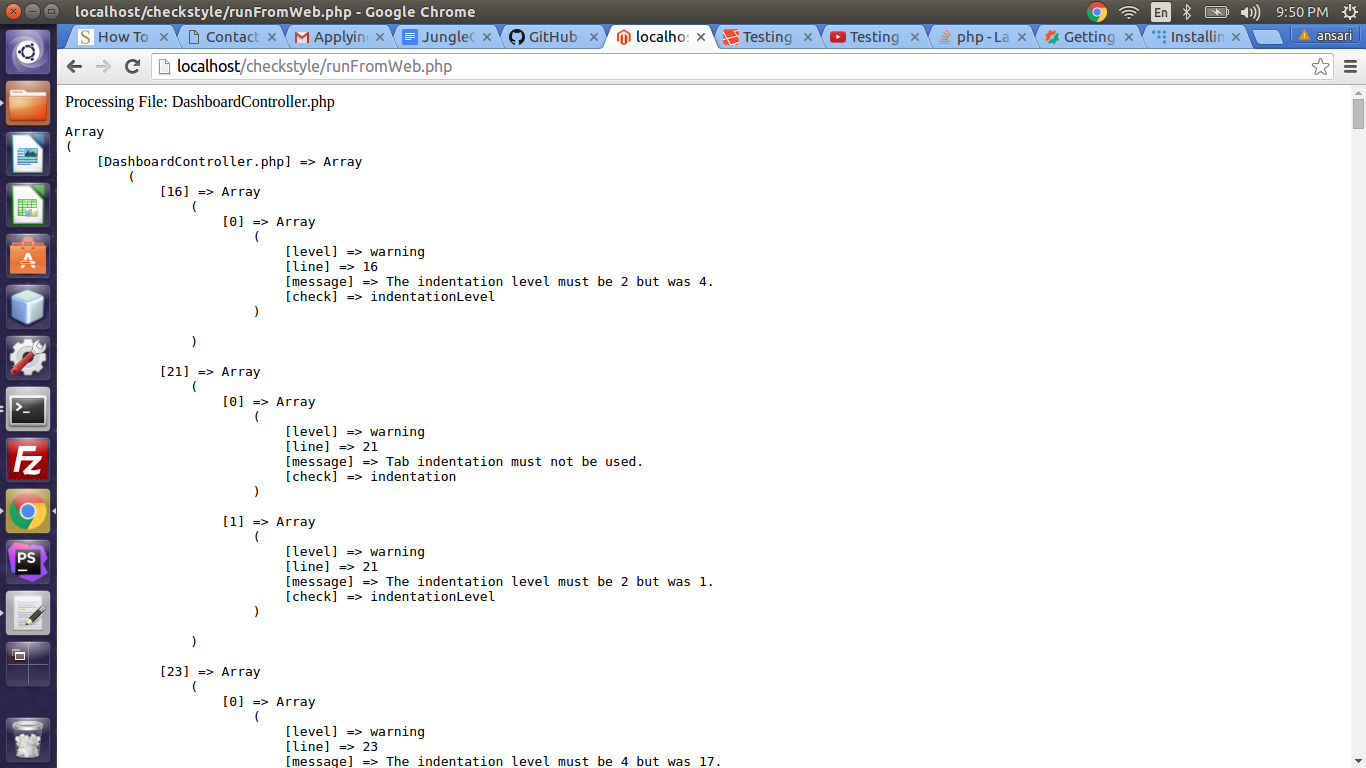 localhost/checkstyle/runFromWeb.php - Google Chrome
En
9:50 PM
How To
Contact
Applyin
JungleC
GitHub
localhos
Testing
Testing
php - La
Getting
Installin
ansari
localhost/checkstyle/runFromWeb.php
Processing File: DashboardController.php
Array
(
[DashboardController.php] => Array
(
[16] => Array
(
[0] => Array
(
[level] => warning
[line] => 16
[message] => The indentation level must be 2 but was 4.
[check] => indentationLevel
)
)
[21] => Array
(
[0] => Array
(
[level] => warning
[line] => 21
[message] => Tab indentation must not be used.
[check] => indentation
)
[1] => Array
(
[level] => warning
[line] => 21
[message] => The indentation level must be 2 but was 1.
[check] => indentationLevel
)
)
[23] => Array
(
[0] => Array
(
[level] => warning
[line] => 23
[message] => The indentation level must be 4 but was 17.
Fz
PS